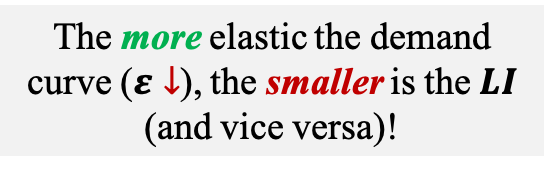 The more elastic the demand
curve (ε ↓), the smaller is the LI
(and vice versa)!